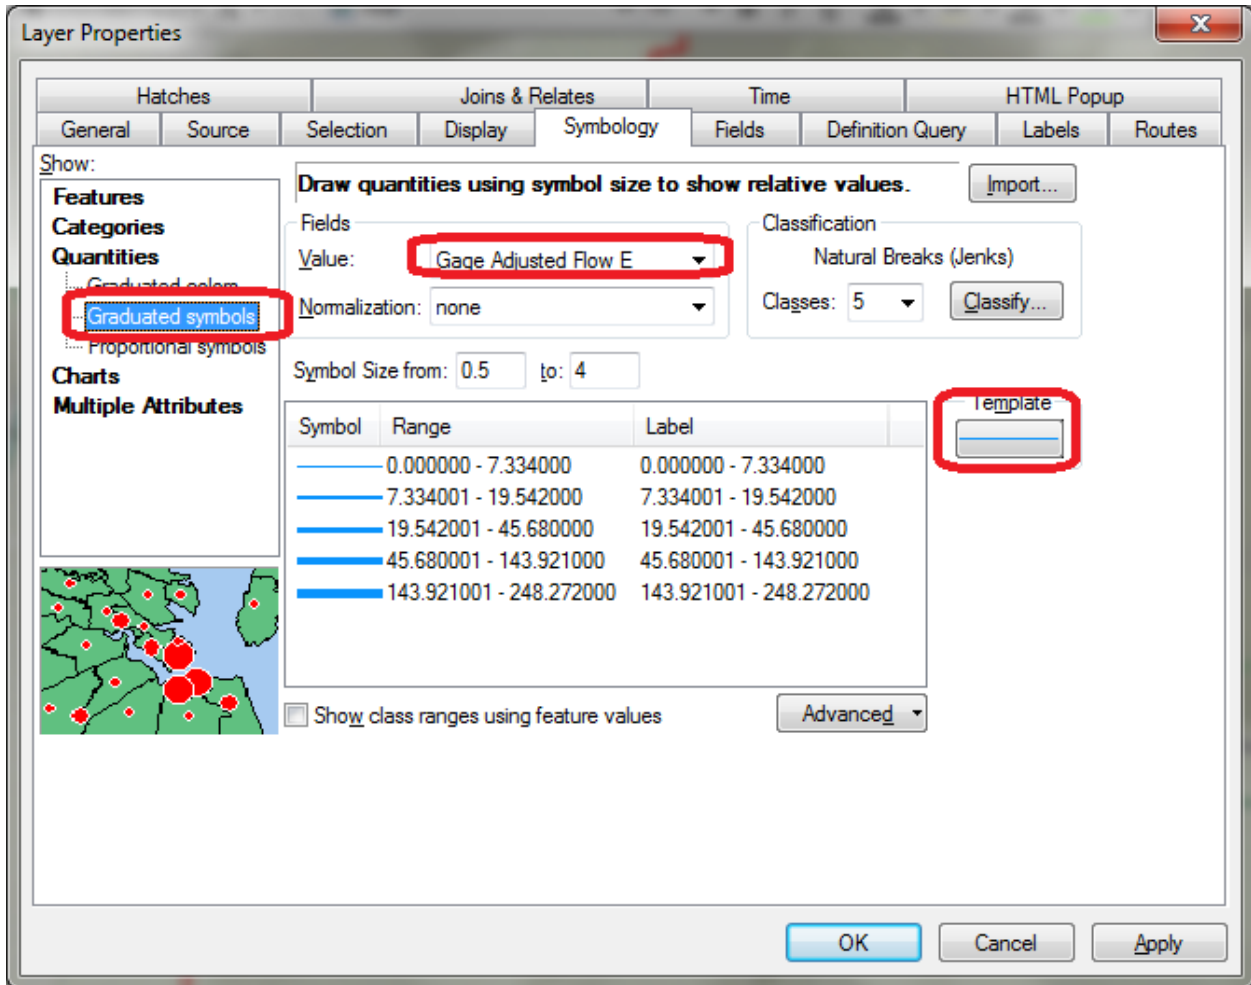 Layer Properties
X
Hatches Joins & Relates Time HTML Popup
General Source Selection Display Symbology Fields Definition Query Labels Routes
Show:
Features
Categories
Quantities
Graduated colors
Graduated symbols
Proportional symbols
Charts
Multiple Attributes
Draw quantities using symbol size to show relative values. Import...
Fields
Value: Gage Adjusted Flow E
Normalization: none
Classification
Natural Breaks (Jenks)
Classes: 5 Classify...
Symbol Size from: 0.5 to: 4
Template
Symbol Range Label
0.000000 - 7.334000 0.000000 - 7.334000
7.334001 - 19.542000 7.334001 - 19.542000
19.542001 - 45.680000 19.542001 - 45.680000
45.680001 - 143.921000 45.680001 - 143.921000
143.921001 - 248.272000 143.921001 - 248.272000
Show class ranges using feature values Advanced
OK Cancel Apply